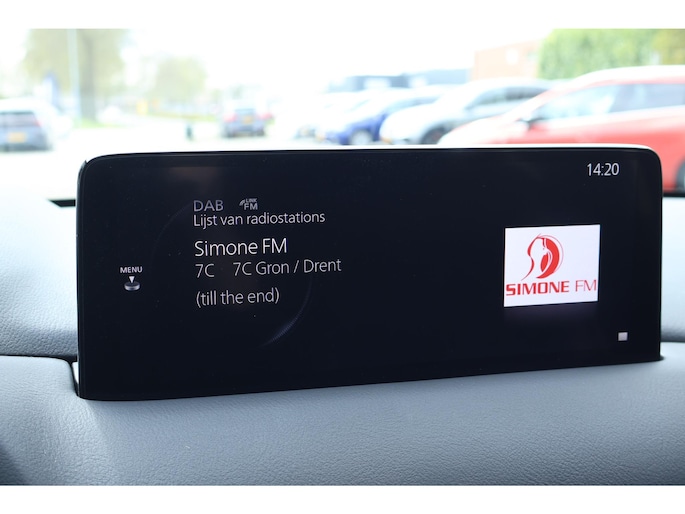 14:20
DAB LINK FM
Lijst van radiostations
Simone FM
7C 7C Gron / Drent
(till the end)
MENU
SIMONE FM